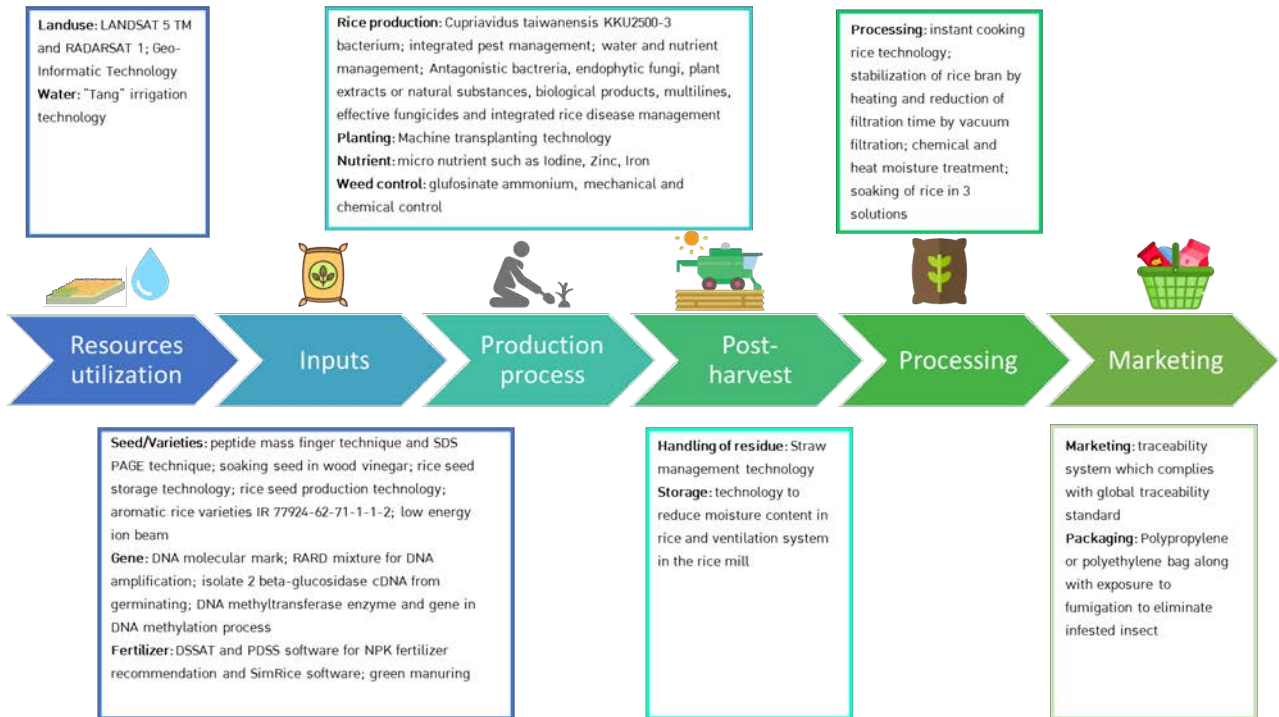 Landuse: LANDSAT 5 TM
and RADARSAT 1; Geo-
Informatic Technology
Water: "Tang" irrigation
technology
Rice production: Cupriavidus taiwanensis KKU2500-3
bacterium; integrated pest management; water and nutrient
management; Antagonistic bactreria, endophytic fungi, plant
extracts or natural substances, biological products, multilines,
effective fungicides and integrated rice disease management
Planting: Machine transplanting technology
Nutrient: micro nutrient such as Iodine, Zinc, Iron
Weed control: glufosinate ammonium, mechanical and
chemical control
Processing: instant cooking
rice technology;
stabilization of rice bran by
heating and reduction of
filtration time by vacuum
filtration; chemical and
heat moisture treatment;
soaking of rice in 3
solutions
Resources
utilization
Inputs
Production
process
Post-
harvest
Processing
Marketing
Seed/Varieties: peptide mass finger technique and SDS
PAGE technique; soaking seed in wood vinegar; rice seed
storage technology; rice seed production technology;
aromatic rice varieties IR 77924-62-71-1-1-2; low energy
ion beam
Gene: DNA molecular mark; RARD mixture for DNA
amplification; isolate 2 beta-glucosidase cDNA from
germinating; DNA methyltransferase enzyme and gene in
DNA methylation process
Fertilizer: DSSAT and PDSS software for NPK fertilizer
recommendation and SimRice software; green manuring
Handling of residue: Straw
management technology
Storage: technology to
reduce moisture content in
rice and ventilation system
in the rice mill
Marketing: traceability
system which complies
with global traceability
standard
Packaging: Polypropylene
or polyethylene bag along
with exposure to
fumigation to eliminate
infested insect